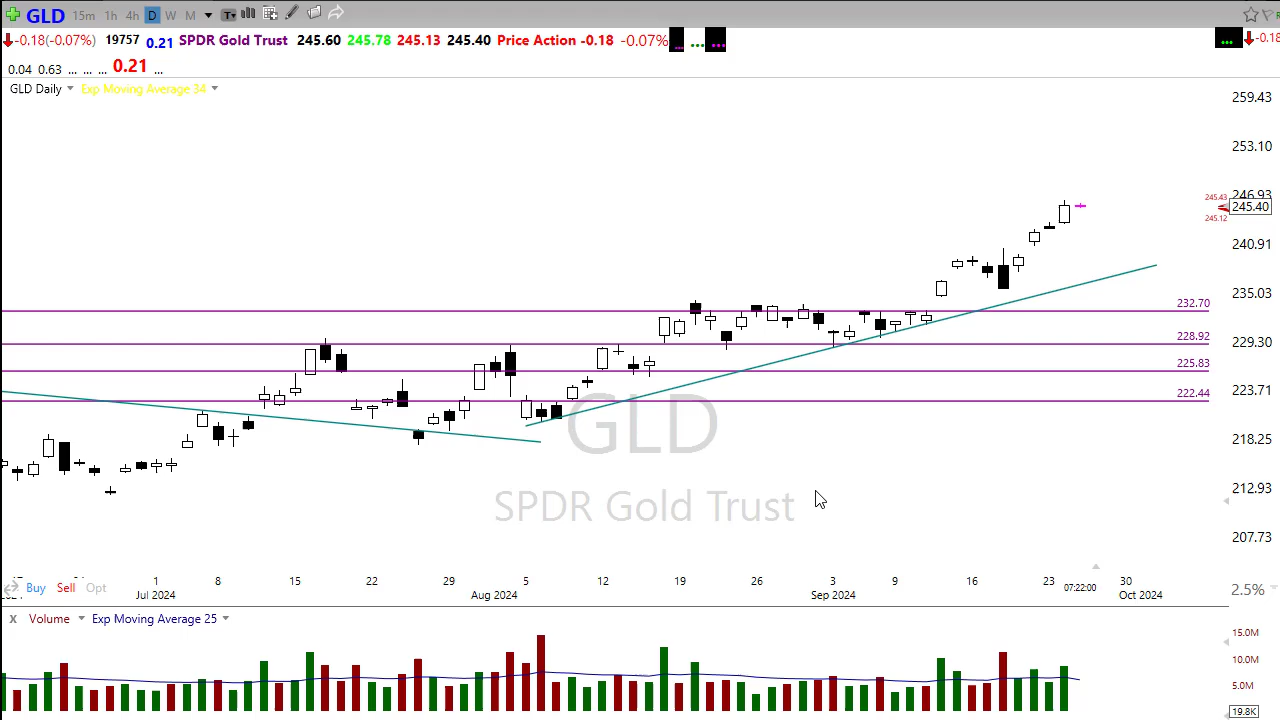 GLD 15m 1h 4h D W M T
-0.18(-0.07%) 19757 0.21 SPDR Gold Trust 245.60 245.78 245.13 245.40 Price Action -0.18 -0.07% ... ... ... ... -0.18
0.04 0.63 ... ... ... 0.21 ...
GLD Daily Exp Moving Average 34
259.43
253.10
246.93
245.43
245.40
245.12
240.91
235.03
232.70
229.30
228.92
225.83
223.71
222.44
GLD
218.25
SPDR Gold Trust
212.93
207.73
1 8 15 22 29 5 12 19 26 3 9 16 23 30
Buy Sell Opt
07:22:00
2.5%
Jul 2024 Aug 2024 Sep 2024 Oct 2024
X Volume Exp Moving Average 25
15.0M
10.0M
5.0M
19.8K